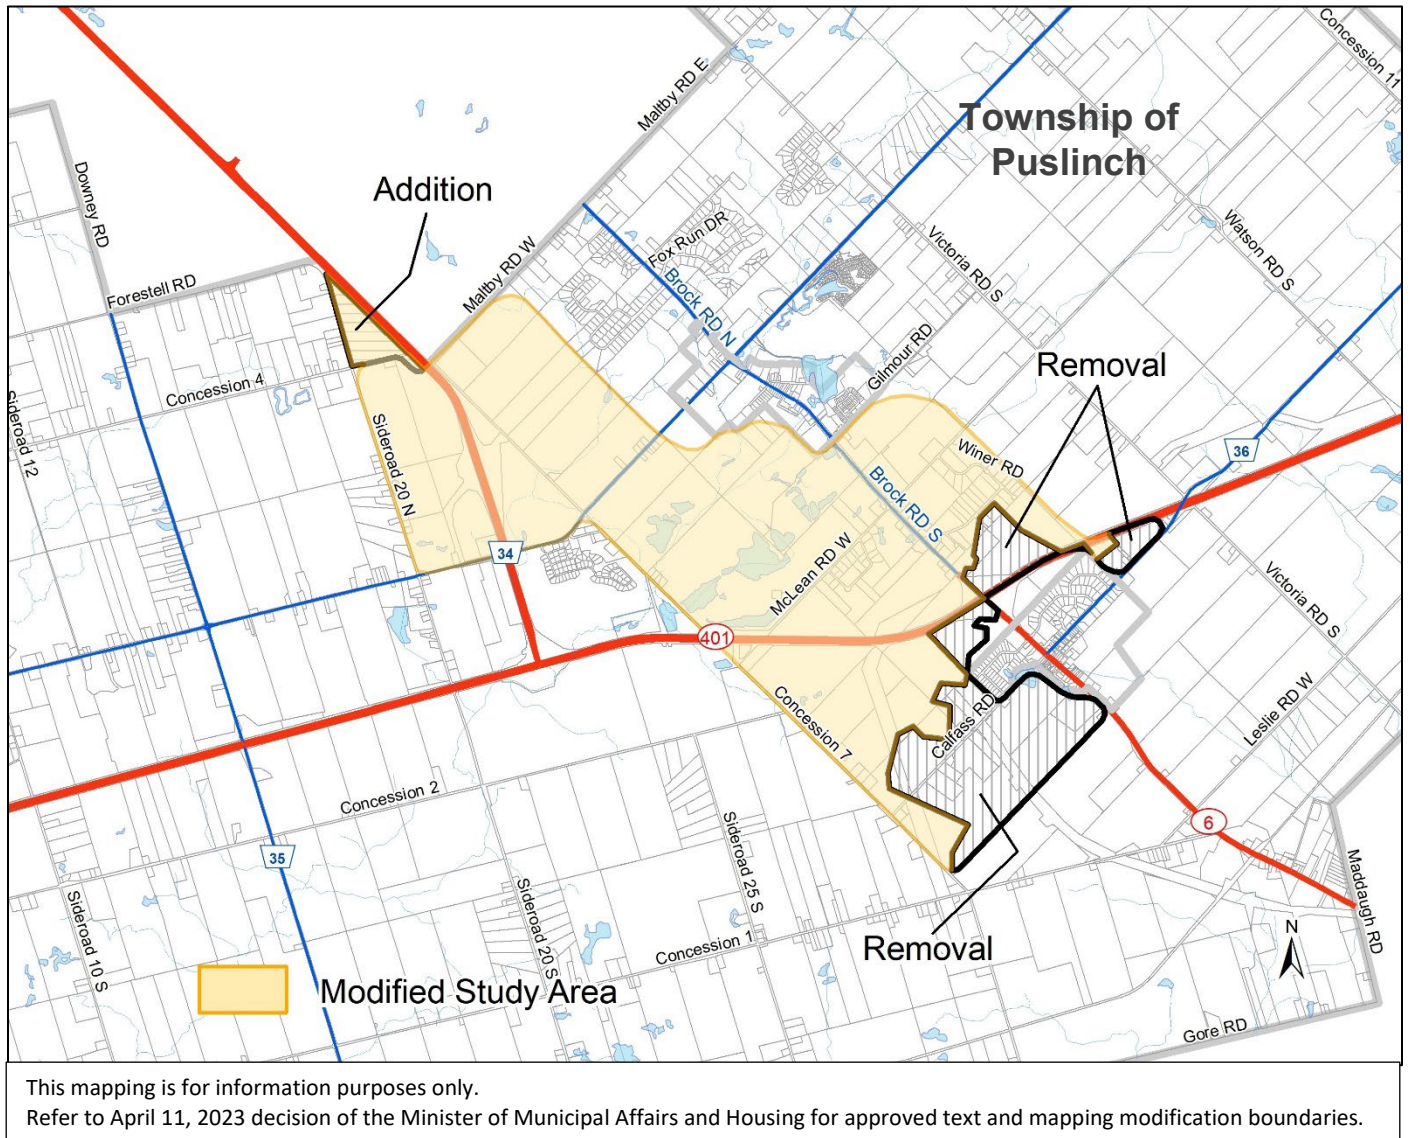 Concession 11
Maltby RD E
Township of
Puslinch
Downey RD
Addition
Fox Run DR
Watson RD S
Victoria RD S
Maltby RD W
Forestell RD
Brock RD N
Gilmour RD
Removal
Concession 4
Sideroad 12
Sideroad 20 N
Winer RD
36
Brock RD S
34
McLean RD W
Victoria RD S
401
Concession 7
Calfass RD
Leslie RD W
Concession 2
6
35
Sideroad 25 S
Maddaugh RD
Sideroad 10 S
Sideroad 20 S
Concession 1
Removal
N
Modified Study Area
Gore RD
This mapping is for information purposes only.
Refer to April 11, 2023 decision of the Minister of Municipal Affairs and Housing for approved text and mapping modification boundaries.